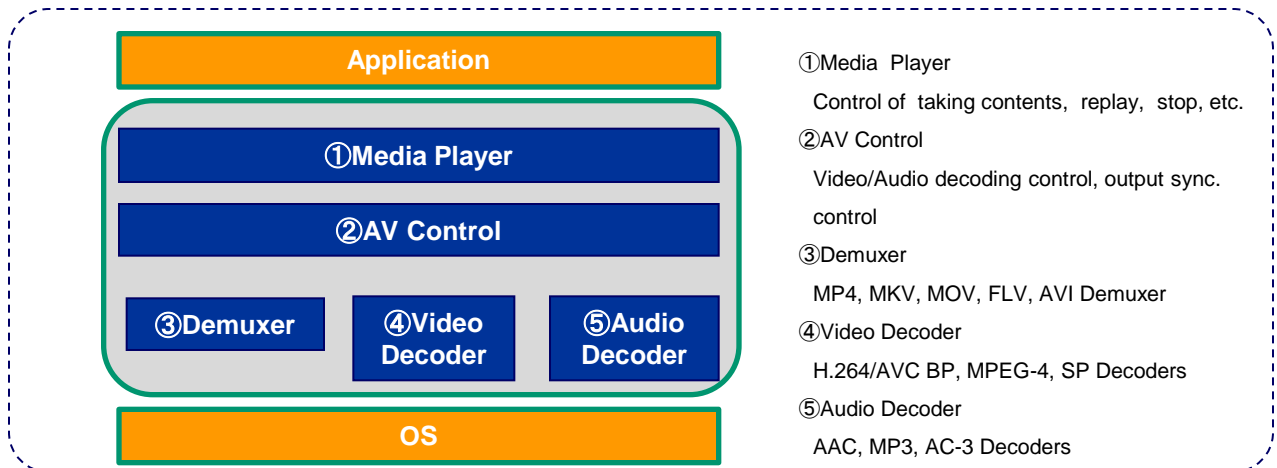 Application
①Media Player
②AV Control
③Demuxer
④Video
Decoder
⑤Audio
Decoder
OS
①Media Player
Control of taking contents, replay, stop, etc.
②AV Control
Video/Audio decoding control, output sync.
control
③Demuxer
MP4, MKV, MOV, FLV, AVI Demuxer
④Video Decoder
H.264/AVC BP, MPEG-4, SP Decoders
⑤Audio Decoder
AAC, MP3, AC-3 Decoders